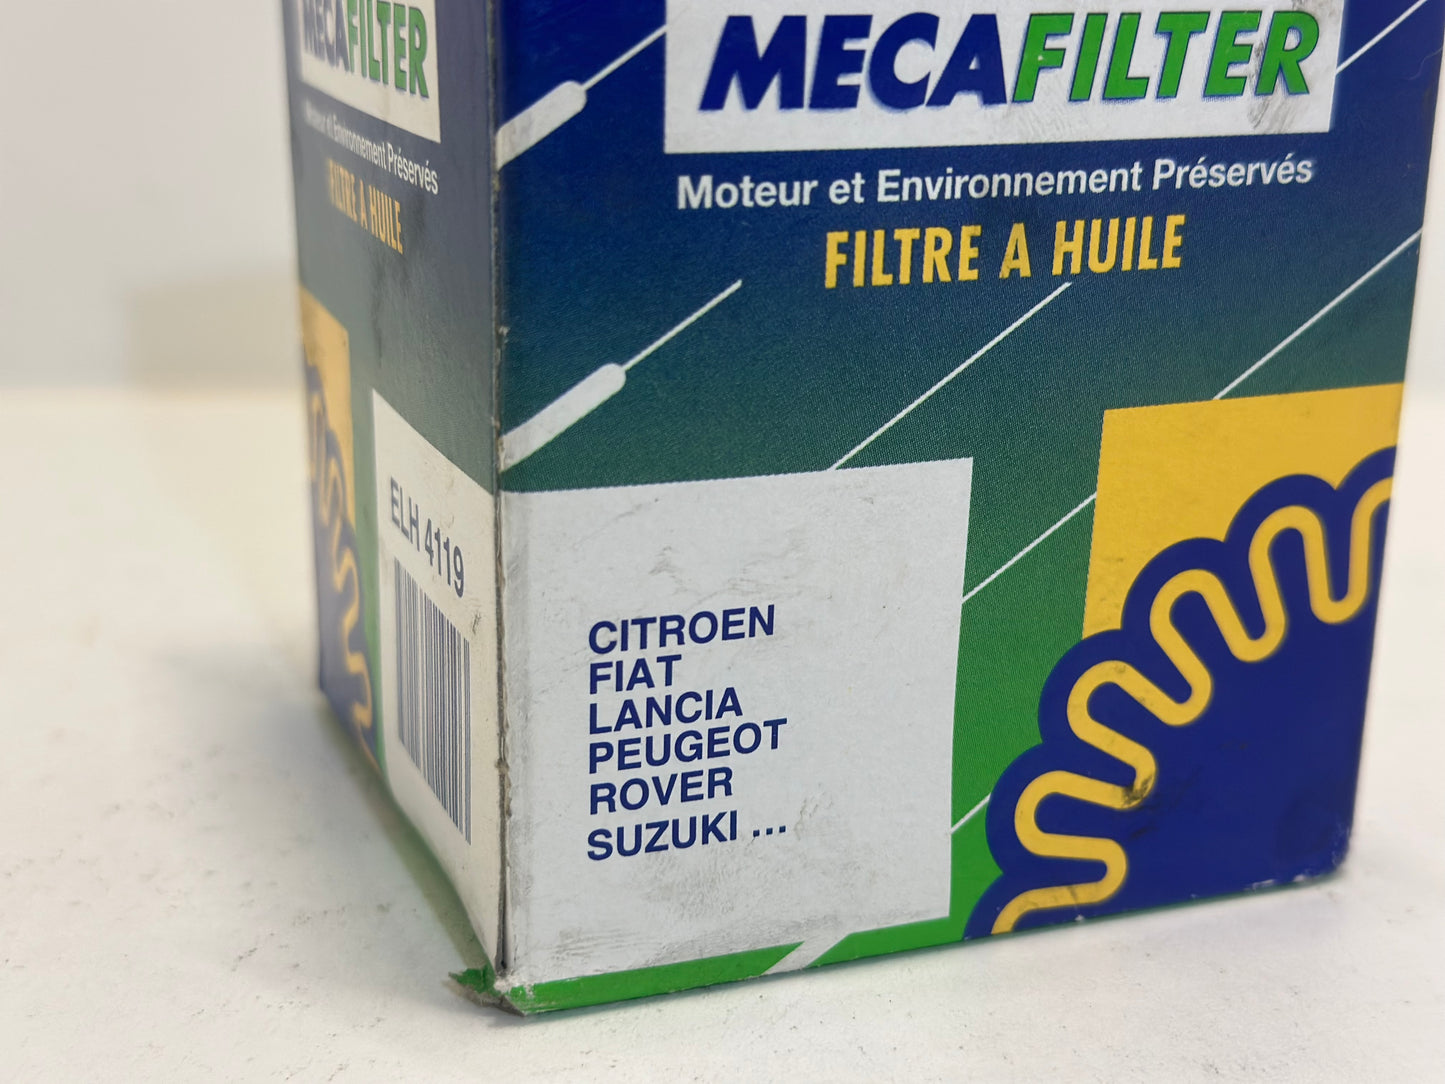 MECAFILTER
Moteur et Environnement Préservés
FILTRE A HUILE
ELH 4119
MECAFILTER
Moteur et Environnement Préservés
FILTRE A HUILE
CITROEN
FIAT
LANCIA
PEUGEOT
ROVER
SUZUKI ...